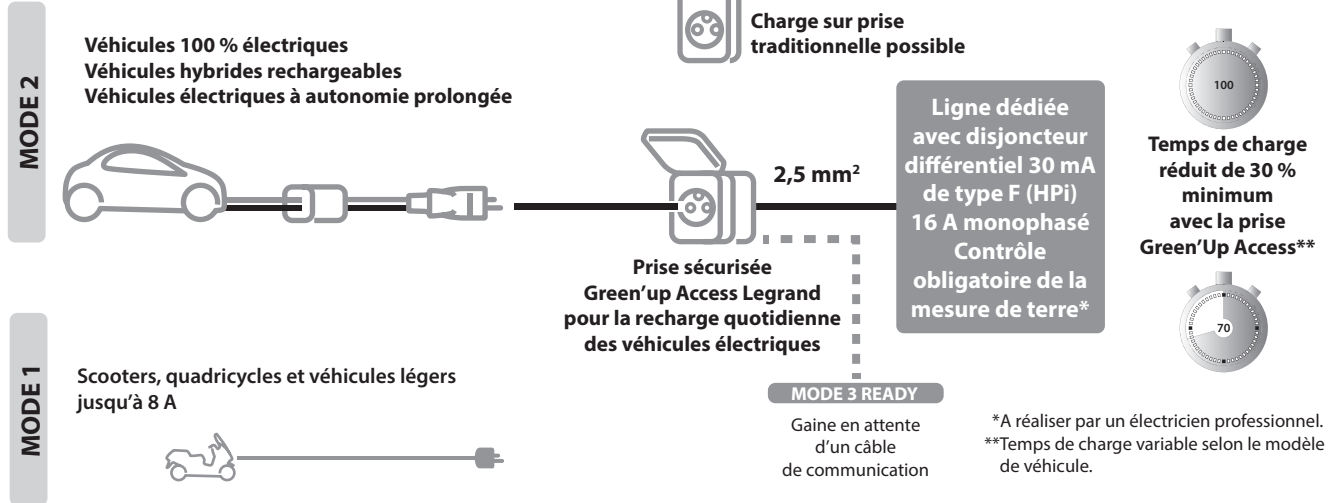 MODE 2
Véhicules 100 % électriques
Véhicules hybrides rechargeables
Véhicules électriques à autonomie prolongée
Charge sur prise
traditionnelle possible
2,5 mm²
Prise sécurisée
Green’up Access Legrand
pour la recharge quotidienne
des véhicules électriques
Ligne dédiée
avec disjoncteur
différentiel 30 mA
de type F (HPi)
16 A monophasé
Contrôle
obligatoire de la
mesure de terre*
100
Temps de charge
réduit de 30 %
minimum
avec la prise
Green’Up Access**
70
MODE 1
Scooters, quadricycles et véhicules légers
jusqu’à 8 A
MODE 3 READY
Gaine en attente
d’un câble
de communication
*A réaliser par un électricien professionnel.
**Temps de charge variable selon le modèle
de véhicule.